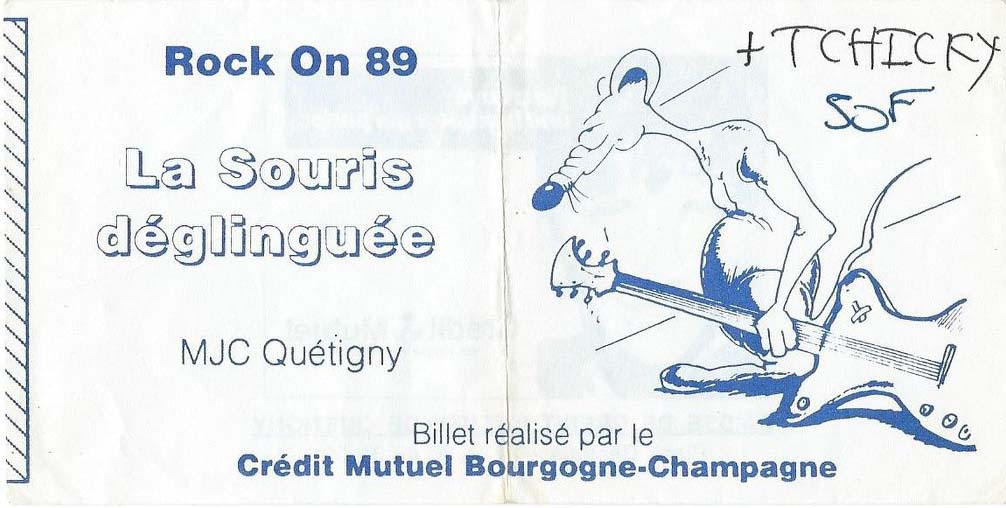 Rock On 89
La Souris
déglinguée
MJC Quétigny
+ TCHICKY
SOF
Billet réalisé par le
Crédit Mutuel Bourgogne-Champagne